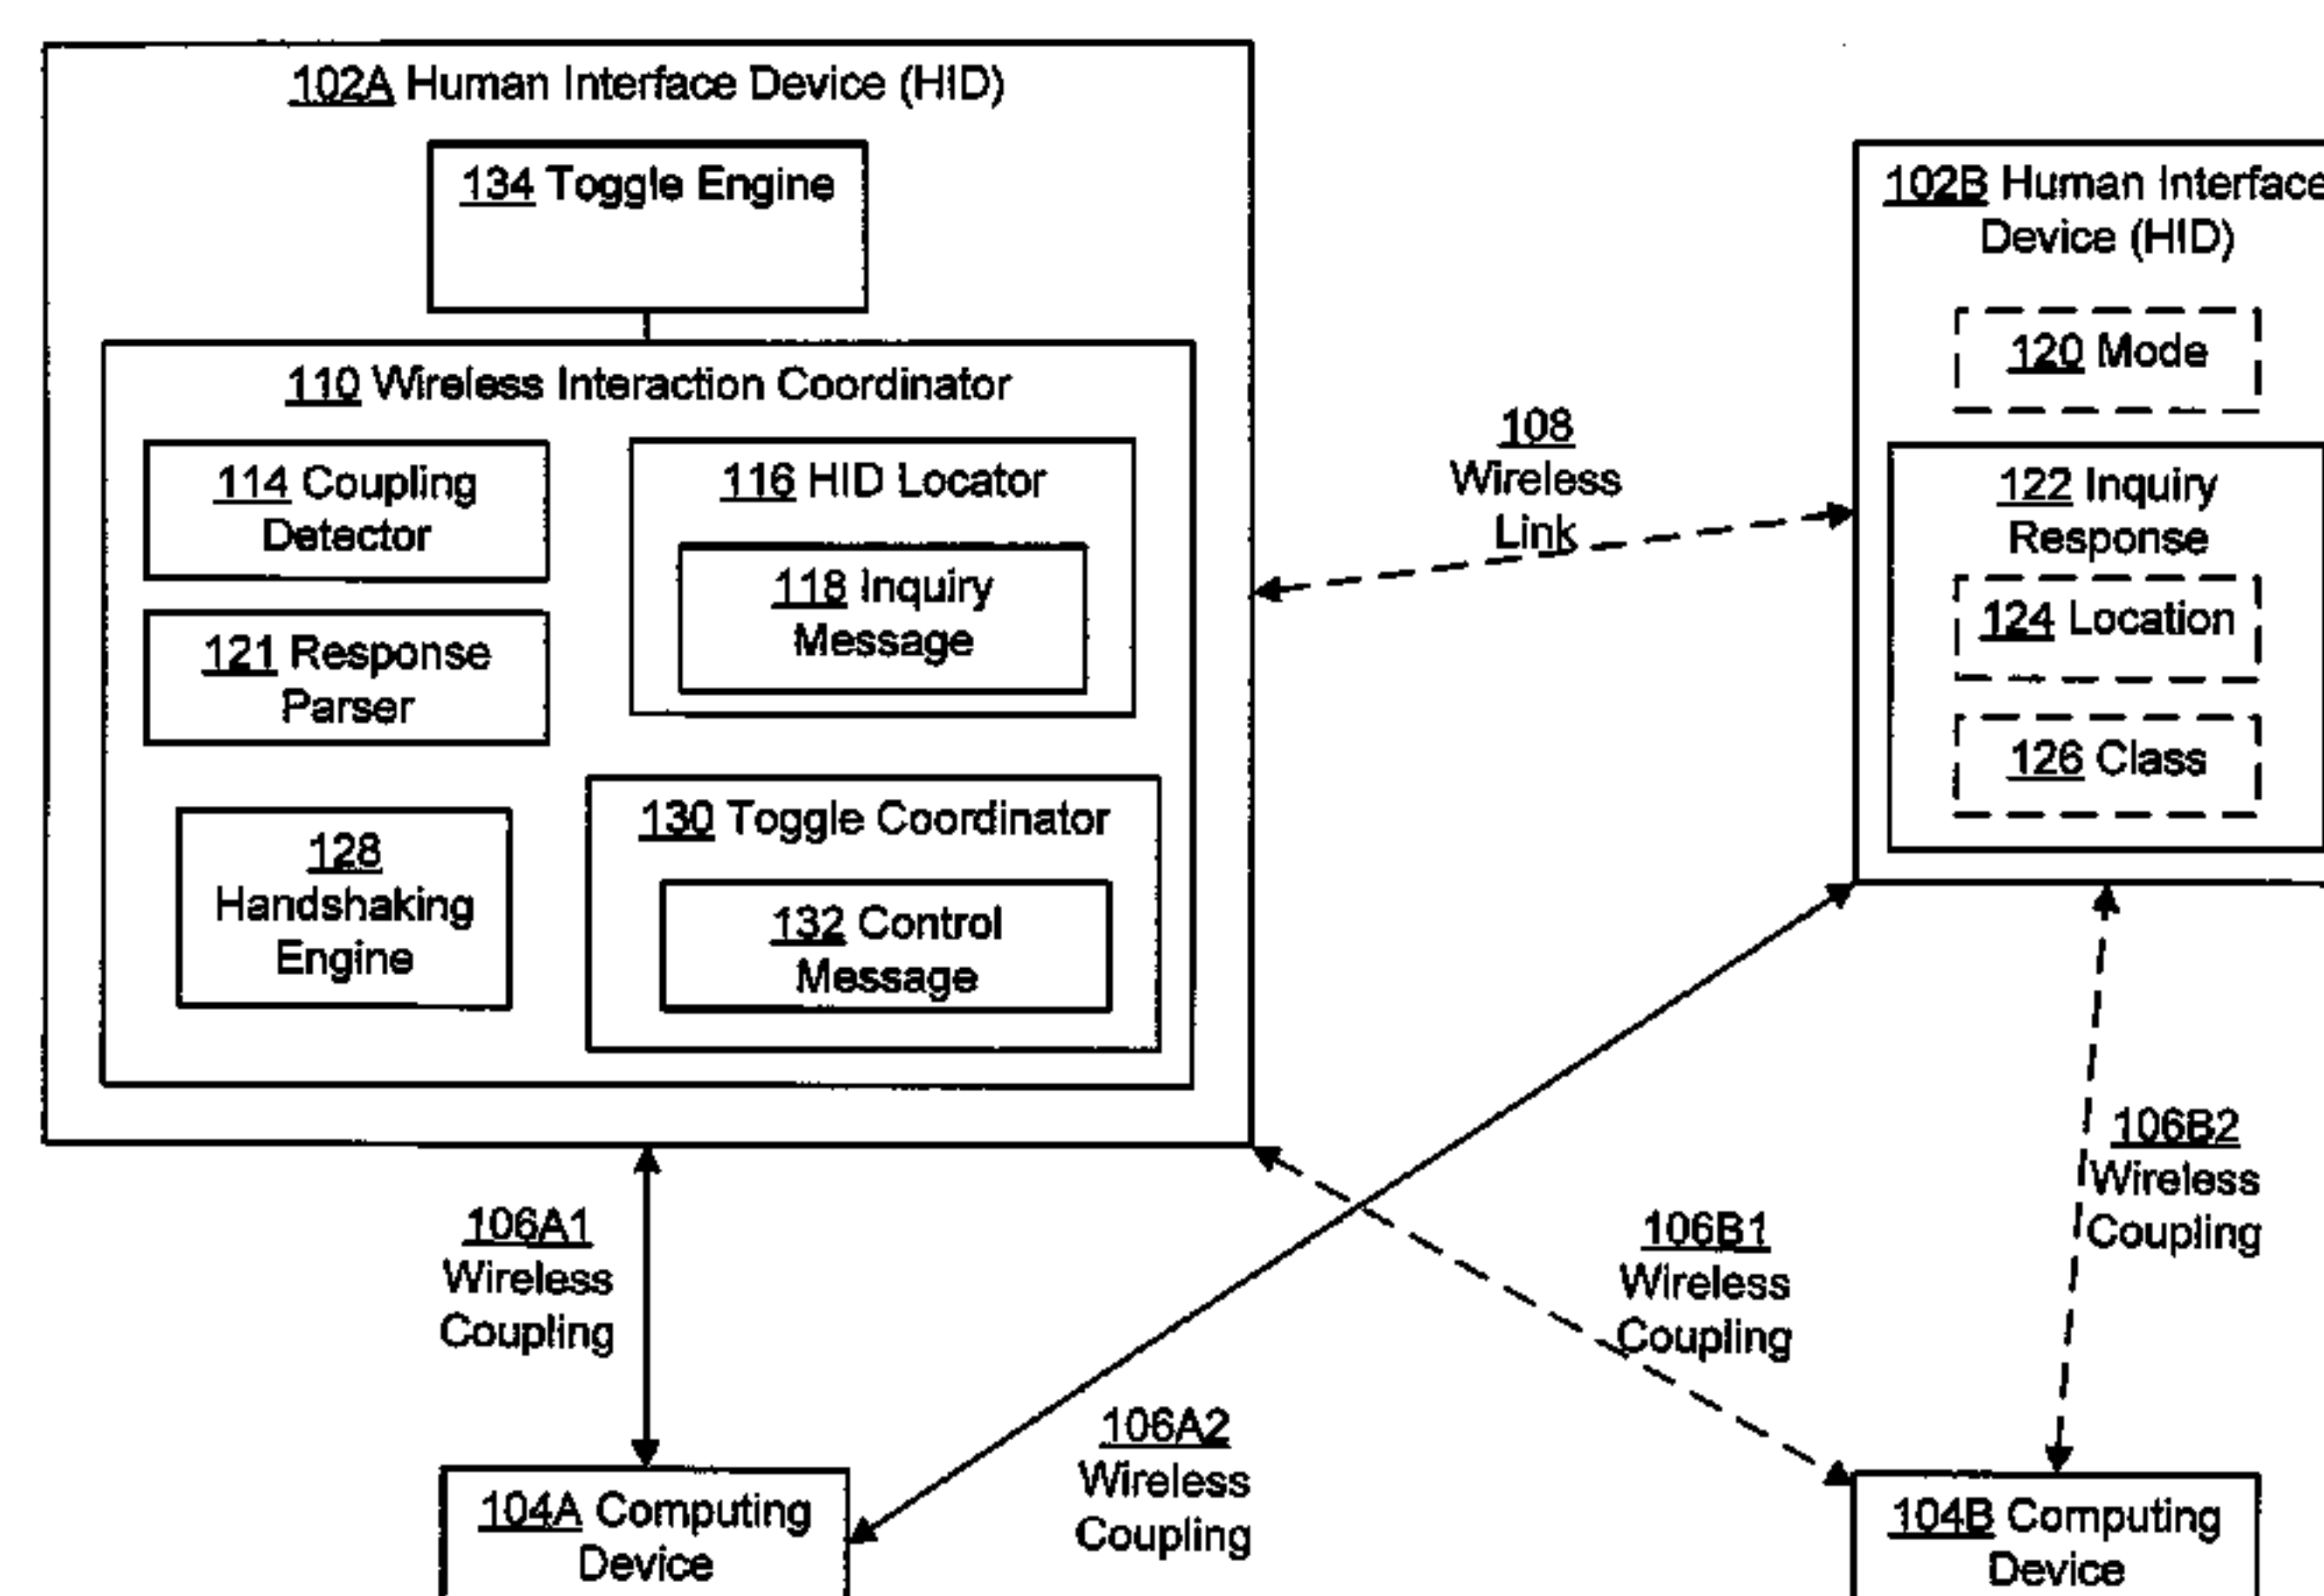 102A Human Interface Device (HID)
134 Toggle Engine
110 Wireless Interaction Coordinator
114 Coupling
Detector
116 HID Locator
118 Inquiry
Message
121 Response
Parser
128
Handshaking
Engine
130 Toggle Coordinator
132 Control
Message
108
Wireless
Link
102B Human Interface
Device (HID)
120 Mode
122 Inquiry
Response
124 Location
126 Class
106A1
Wireless
Coupling
106A2
Wireless
Coupling
106B1
Wireless
Coupling
106B2
Wireless
Coupling
104A Computing
Device
104B Computing
Device